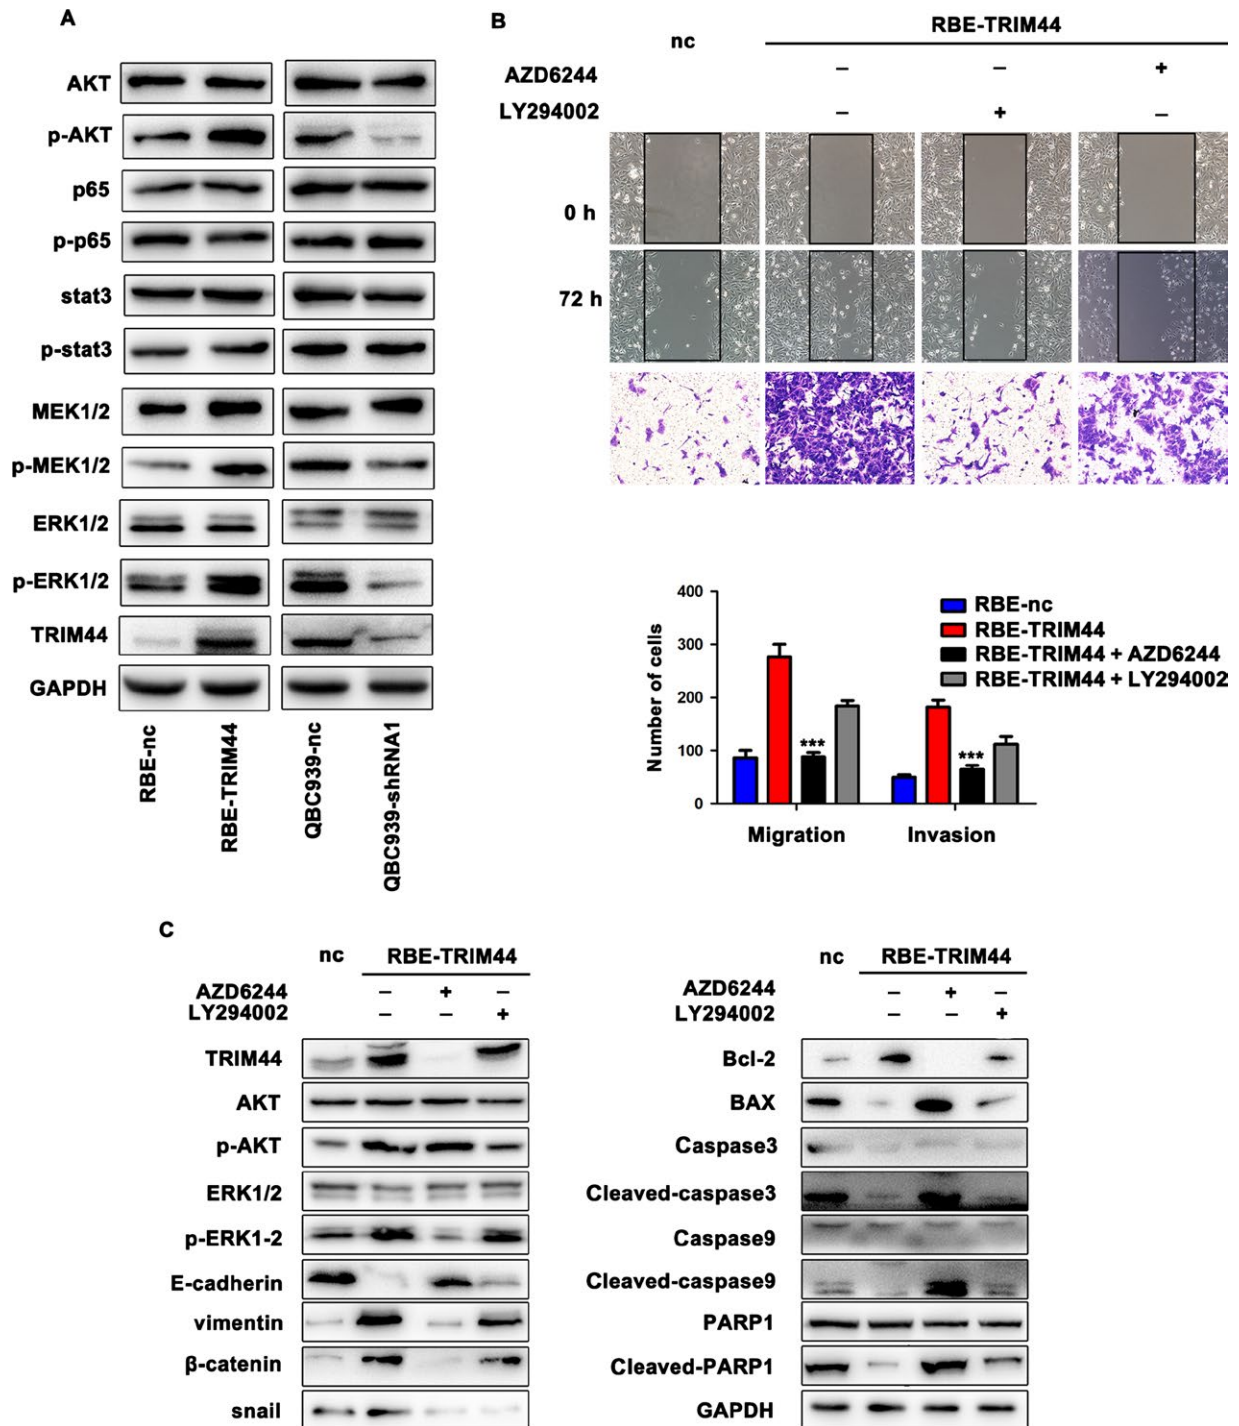 A
AKT
p-AKT
p65
p-p65
stat3
p-stat3
MEK1/2
p-MEK1/2
ERK1/2
p-ERK1/2
TRIM44
GAPDH
RBE-nc
RBE-TRIM44
QBC939-nc
QBC939-shRNA1
B
nc
RBE-TRIM44
AZD6244 − − +
LY294002 − + −
0 h
72 h
Number of cells
400
300
200
100
0
RBE-nc
RBE-TRIM44
RBE-TRIM44 + AZD6244
RBE-TRIM44 + LY294002
***
***
Migration
Invasion
C
nc RBE-TRIM44
AZD6244 − + −
LY294002 − − +
TRIM44
AKT
p-AKT
ERK1/2
p-ERK1-2
E-cadherin
vimentin
β-catenin
snail
nc RBE-TRIM44
AZD6244 − + −
LY294002 − − +
Bcl-2
BAX
Caspase3
Cleaved-caspase3
Caspase9
Cleaved-caspase9
PARP1
Cleaved-PARP1
GAPDH